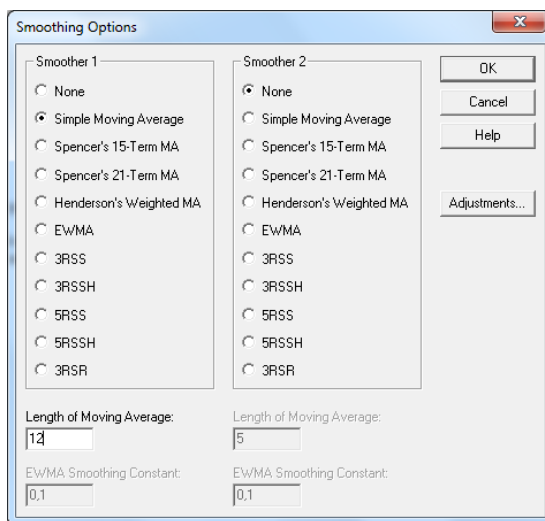 Smoothing Options
x
Smoother 1
None
Simple Moving Average
Spencer's 15-Term MA
Spencer's 21-Term MA
Henderson's Weighted MA
EWMA
3RSS
3RSSH
5RSS
5RSSH
3RSR
Length of Moving Average:
12
EWMA Smoothing Constant:
0,1
Smoother 2
None
Simple Moving Average
Spencer's 15-Term MA
Spencer's 21-Term MA
Henderson's Weighted MA
EWMA
3RSS
3RSSH
5RSS
5RSSH
3RSR
Length of Moving Average:
5
EWMA Smoothing Constant:
0,1
OK
Cancel
Help
Adjustments...